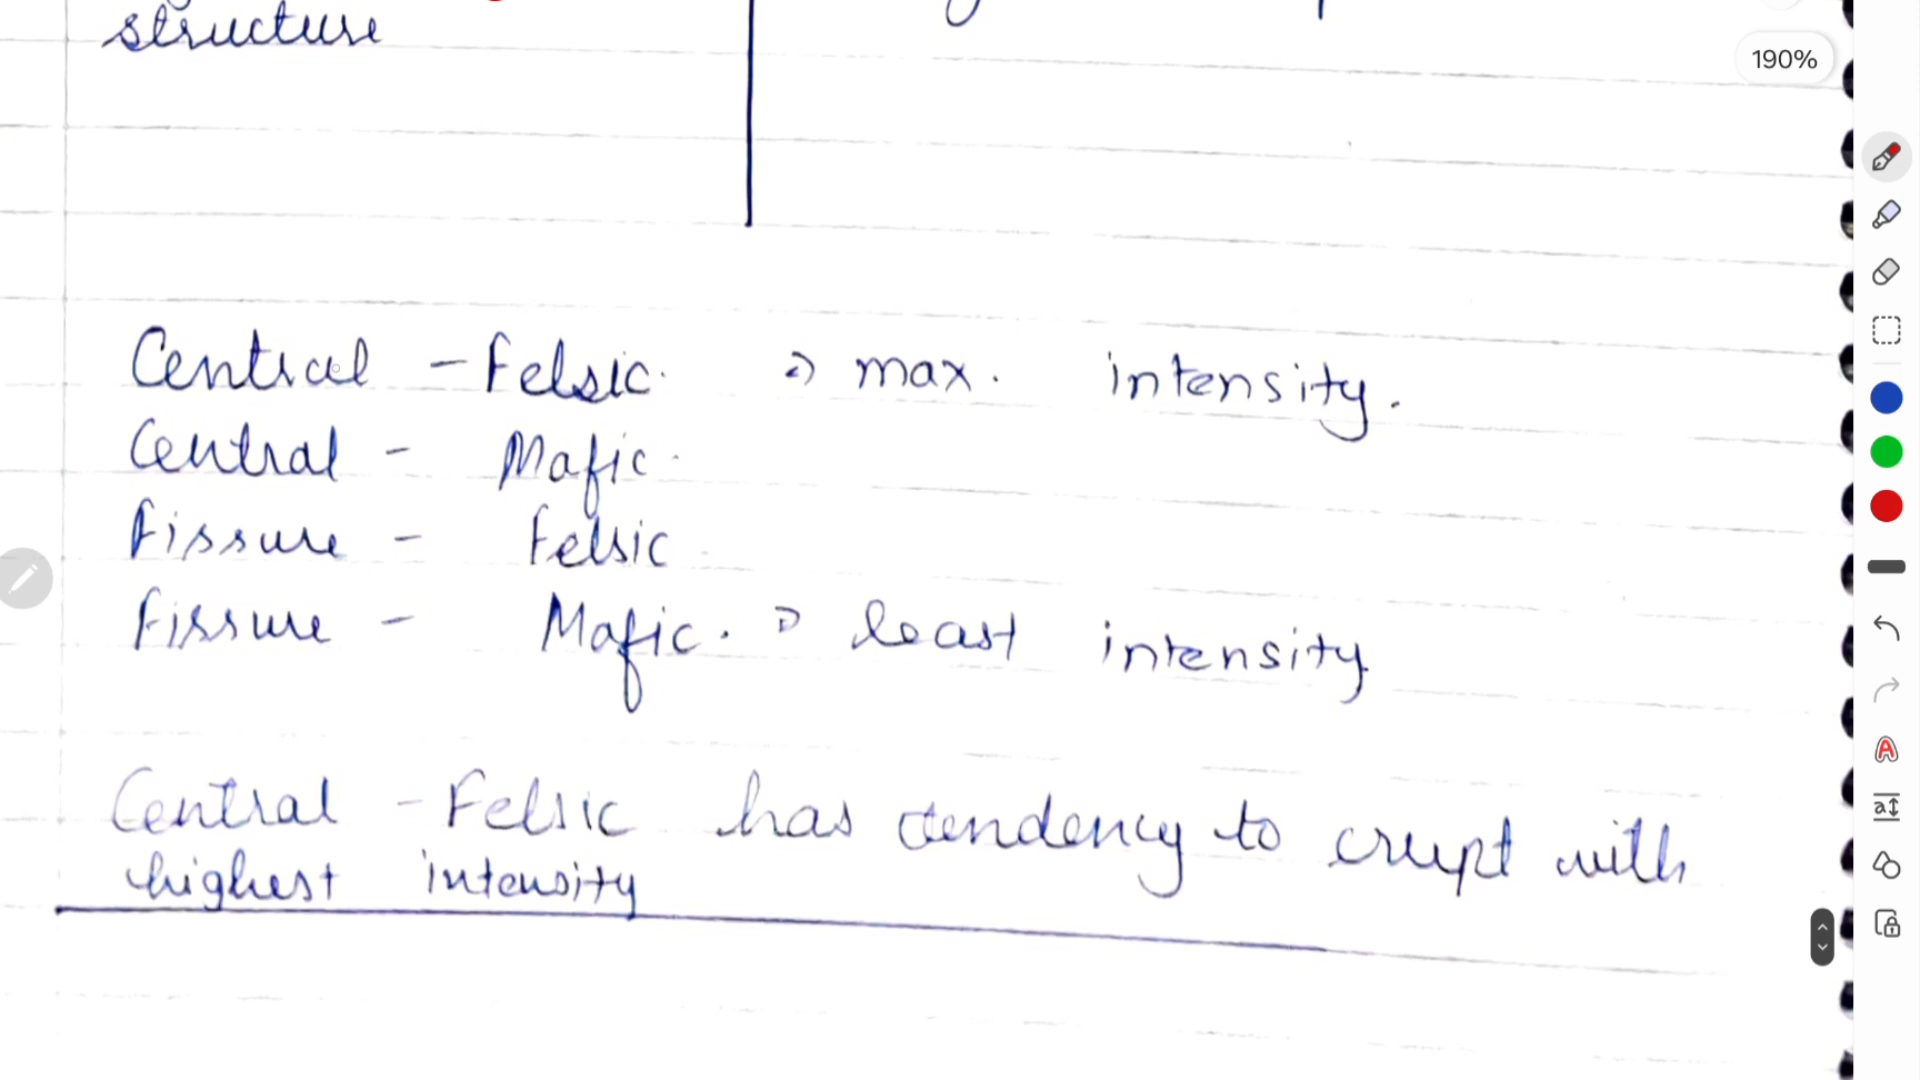 structure
190%
Central - Felsic. ⇒ max. intensity.
Central - Mafic.
Fissure - Felsic.
Fissure - Mafic. ⇒ least intensity
Central - Felsic has tendency to erupt with
highest intensity